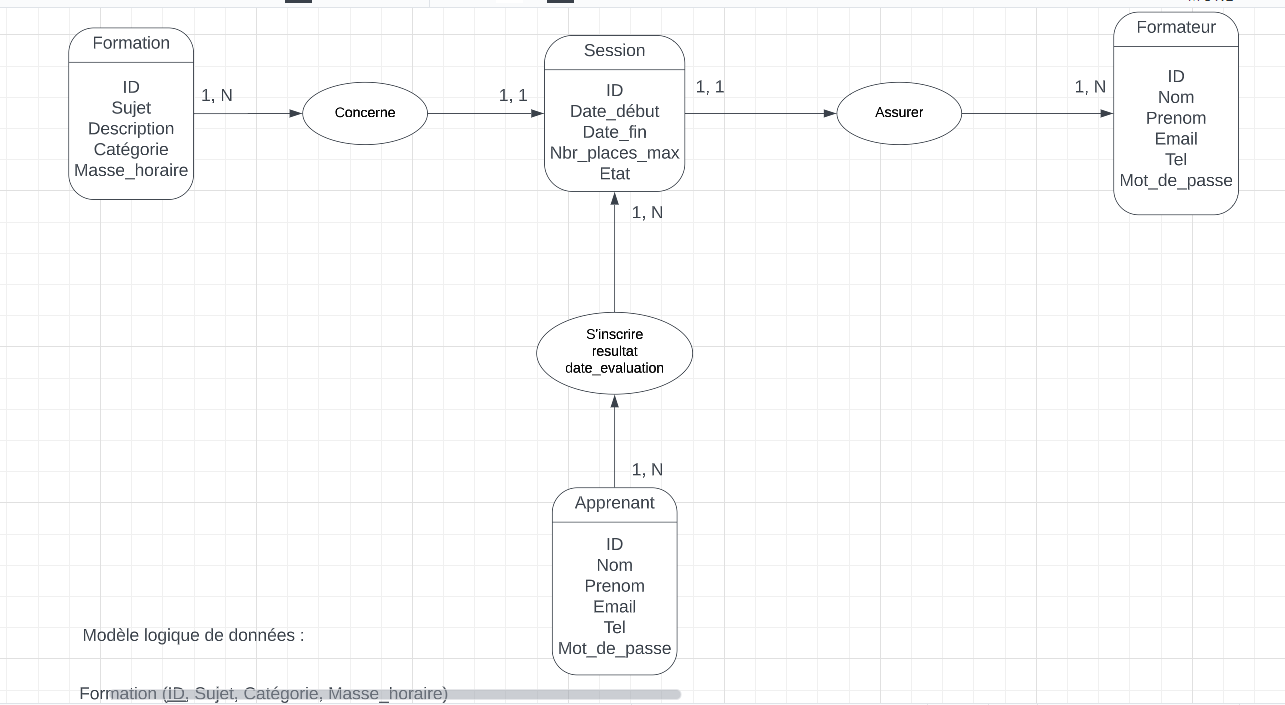 Formation
ID
Sujet
Description
Catégorie
Masse_horaire
1, N
Concerne
1, 1
Session
ID
Date_début
Date_fin
Nbr_places_max
Etat
1, 1
Assurer
1, N
Formateur
ID
Nom
Prenom
Email
Tel
Mot_de_passe
1, N
S'inscrire
resultat
date_evaluation
1, N
Apprenant
ID
Nom
Prenom
Email
Tel
Mot_de_passe
Modèle logique de données :
Formation (ID, Sujet, Catégorie, Masse_horaire)